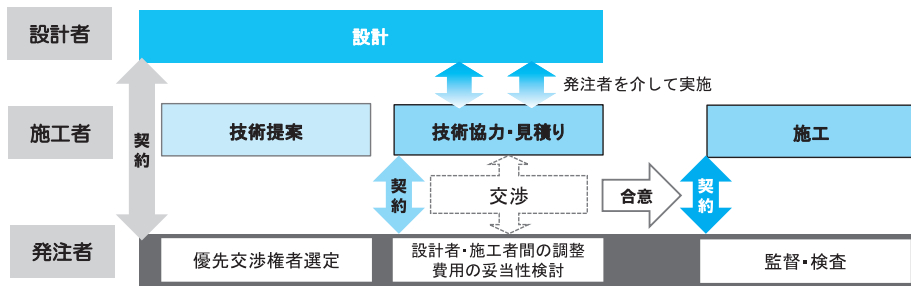 設計者
設計
発注者を介して実施
施工者
契約
技術提案
技術協力・見積り
施工
契約
交渉
合意
契約
発注者
優先交渉権者選定
設計者・施工者間の調整
費用の妥当性検討
監督・検査